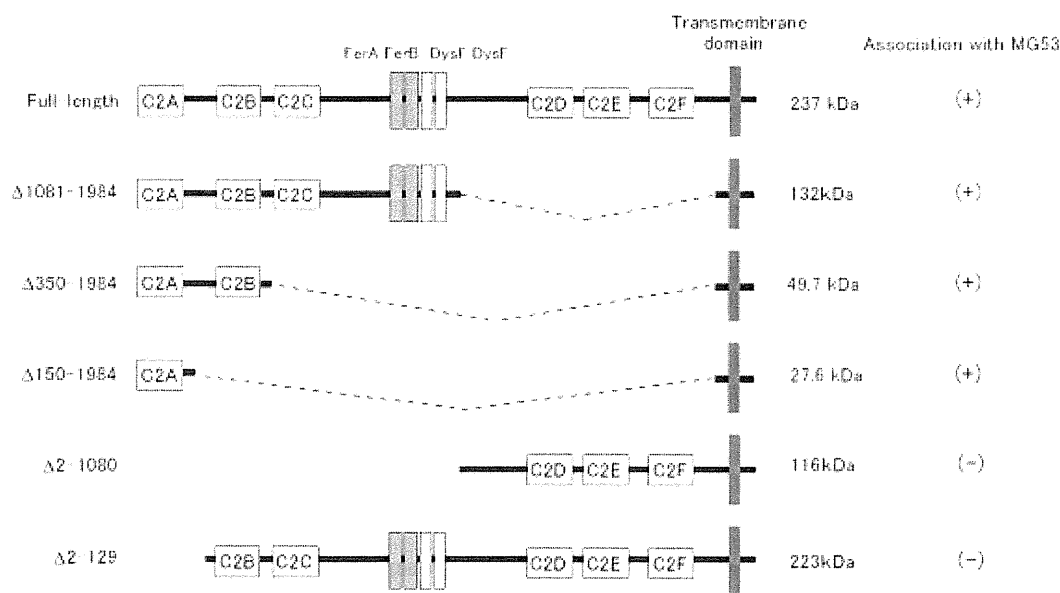 Transmembrane
domain
Association with MG53
FerA FerB DysF DysF
Full length C2A C2B C2C C2D C2E C2F 237 kDa (+)
Δ1081-1984 C2A C2B C2C 132kDa (+)
Δ350-1984 C2A C2B 49.7 kDa (+)
Δ150-1984 C2A 27.6 kDa (+)
Δ2-1080 C2D C2E C2F 116kDa (-)
Δ2-129 C2B C2C C2D C2E C2F 223kDa (-)